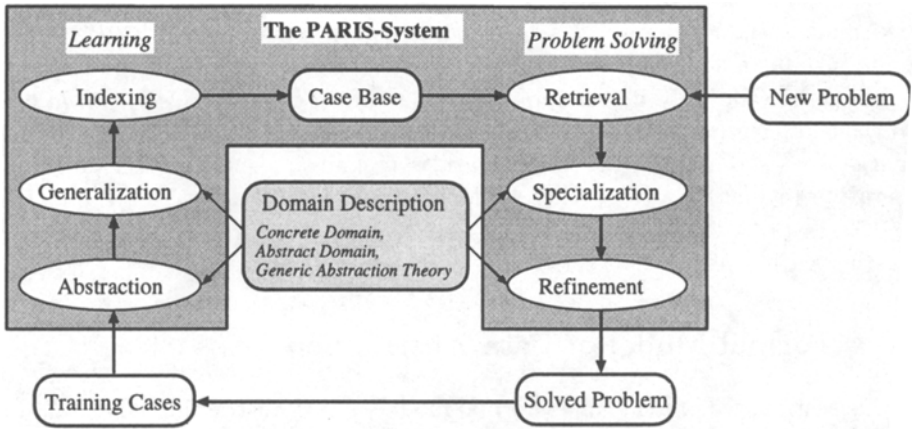 Learning
The PARIS-System
Problem Solving
Indexing
Case Base
Retrieval
New Problem
Generalization
Domain Description
Concrete Domain,
Abstract Domain,
Generic Abstraction Theory
Specialization
Abstraction
Refinement
Training Cases
Solved Problem